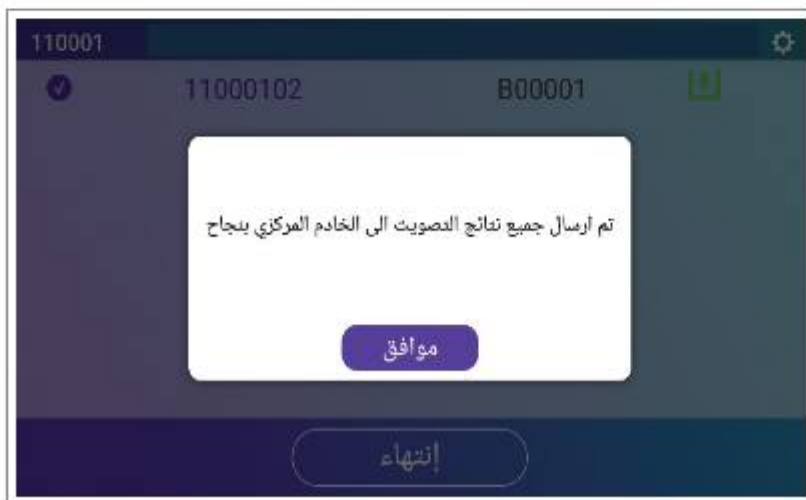 110001
11000102 B00001
تم ارسال جميع نتائج التصويت الى الخادم المركزي بنجاح
موافق
إنتهاء